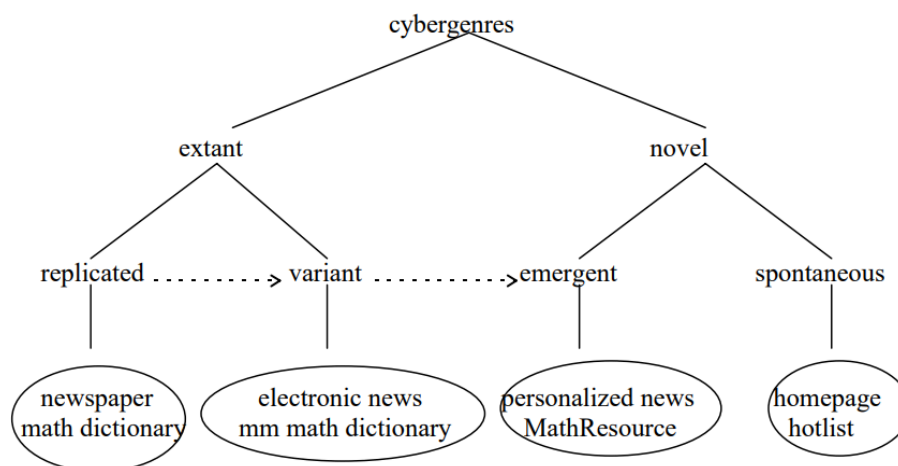 cybergenres
extant novel
replicated variant emergent spontaneous
newspaper electronic news personalized news homepage
math dictionary mm math dictionary MathResource hotlist